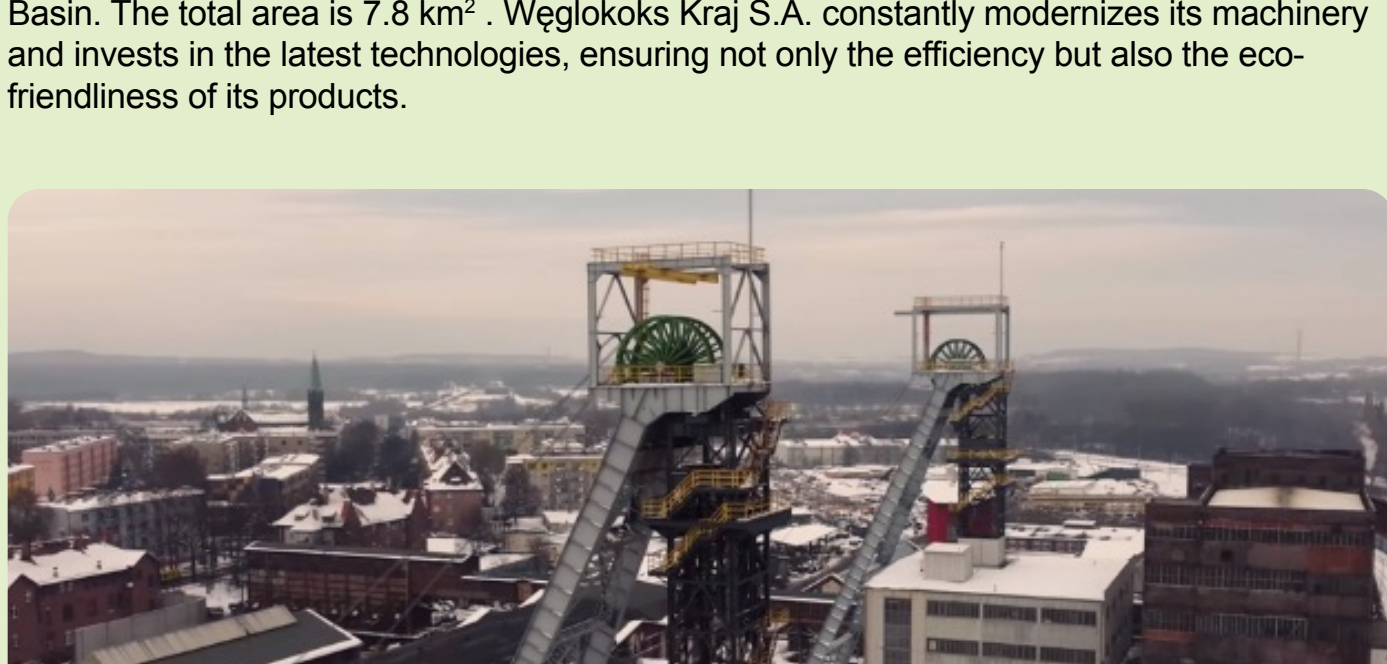 Basin. The total area is 7.8 km² . Węglokoks Kraj S.A. constantly modernizes its machinery
and invests in the latest technologies, ensuring not only the efficiency but also the eco-
friendliness of its products.